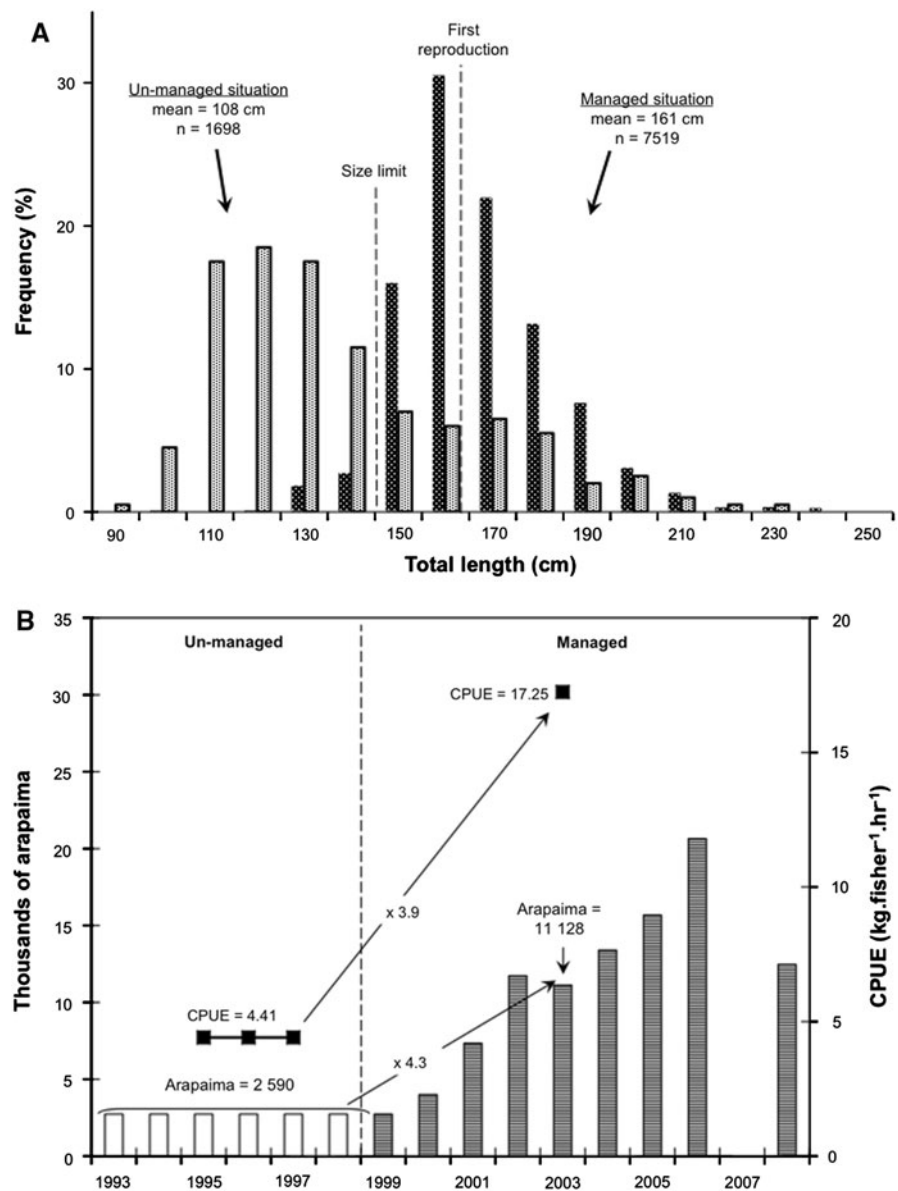 A
First
reproduction
Un-managed situation
mean = 108 cm
n = 1698
Managed situation
mean = 161 cm
n = 7519
Size limit
Frequency (%)
30
20
10
0
90 110 130 150 170 190 210 230 250
Total length (cm)
B
Un-managed
Managed
Thousands of arapaima
35
30
25
20
15
10
5
0
CPUE = 17.25
x 3.9
Arapaima =
11 128
CPUE = 4.41
x 4.3
Arapaima = 2 590
20
15
10
5
0
CPUE (kg.fisher⁻¹.hr⁻¹)
1993 1995 1997 1999 2001 2003 2005 2007